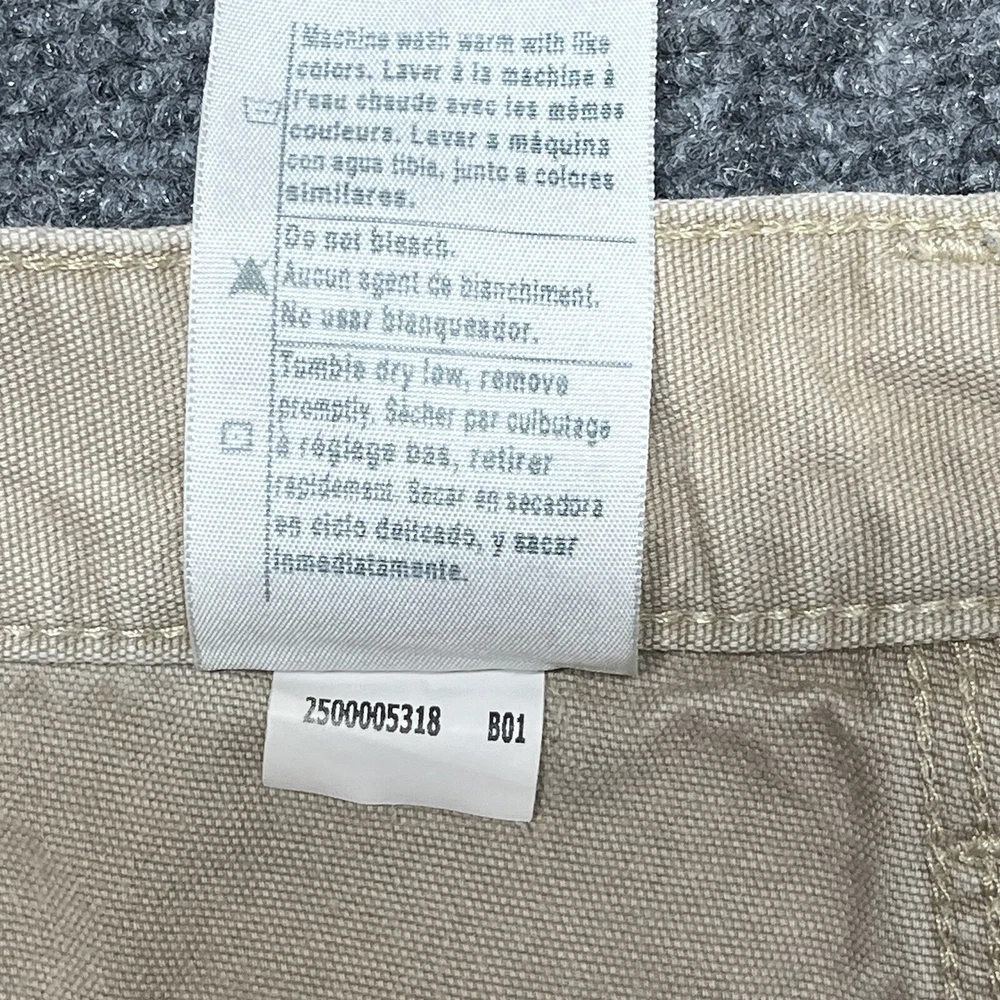 Machine wash warm with like
colors. Laver à la machine à
l'eau chaude avec les mêmes
couleurs. Lavar a máquina
con agua tibia, junto a colores
similares.
Do not bleach.
Aucun agent de blanchiment.
No usar blanqueador.
Tumble dry low, remove
promptly. Sécher par culbutage
à réglage bas, retirer
rapidement. Secar en secadora
en ciclo delicado, y sacar
inmediatamente.
2500005318 B01